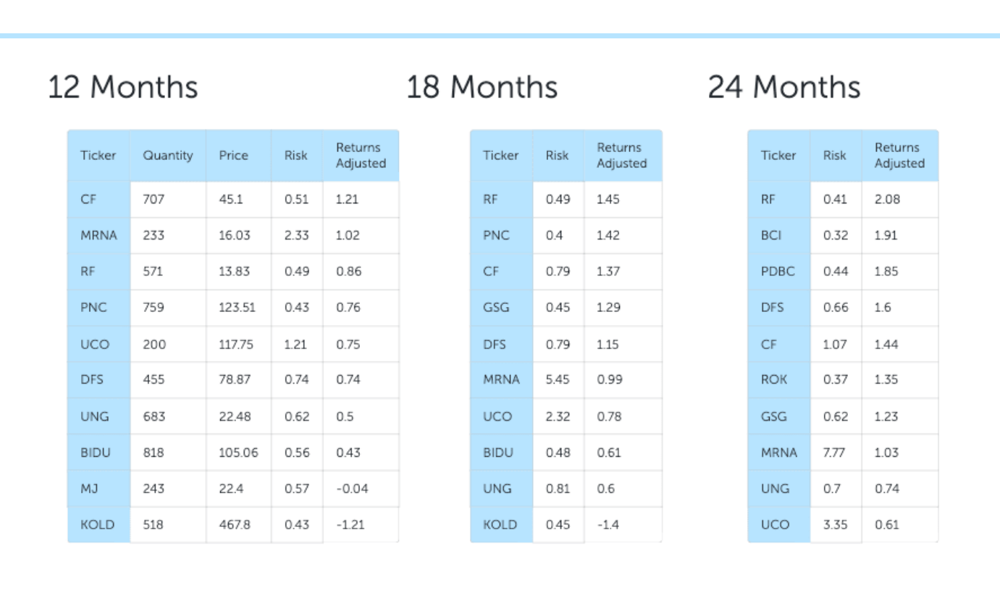 12 Months
Ticker Quantity Price Risk Returns Adjusted
CF 707 45.1 0.51 1.21
MRNA 233 16.03 2.33 1.02
RF 571 13.83 0.49 0.86
PNC 759 123.51 0.43 0.76
UCO 200 117.75 1.21 0.75
DFS 455 78.87 0.74 0.74
UNG 683 22.48 0.62 0.5
BIDU 818 105.06 0.56 0.43
MJ 243 22.4 0.57 -0.04
KOLD 518 467.8 0.43 -1.21
18 Months
Ticker Risk Returns Adjusted
RF 0.49 1.45
PNC 0.4 1.42
CF 0.79 1.37
GSG 0.45 1.29
DFS 0.79 1.15
MRNA 5.45 0.99
UCO 2.32 0.78
BIDU 0.48 0.61
UNG 0.81 0.6
KOLD 0.45 -1.4
24 Months
Ticker Risk Returns Adjusted
RF 0.41 2.08
BCI 0.32 1.91
PDBC 0.44 1.85
DFS 0.66 1.6
CF 1.07 1.44
ROK 0.37 1.35
GSG 0.62 1.23
MRNA 7.77 1.03
UNG 0.7 0.74
UCO 3.35 0.61